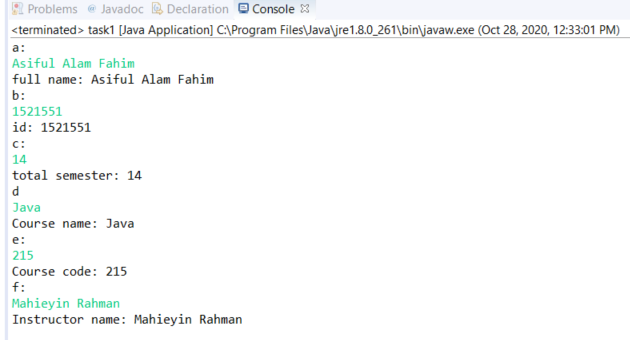 Problems @ Javadoc Declaration Console
<terminated> task1 [Java Application] C:\Program Files\Java\jre1.8.0_261\bin\javaw.exe (Oct 28, 2020, 12:33:01 PM)
a:
Asiful Alam Fahim
full name: Asiful Alam Fahim
b:
1521551
id: 1521551
c:
14
total semester: 14
d
Java
Course name: Java
e:
215
Course code: 215
f:
Mahieyin Rahman
Instructor name: Mahieyin Rahman